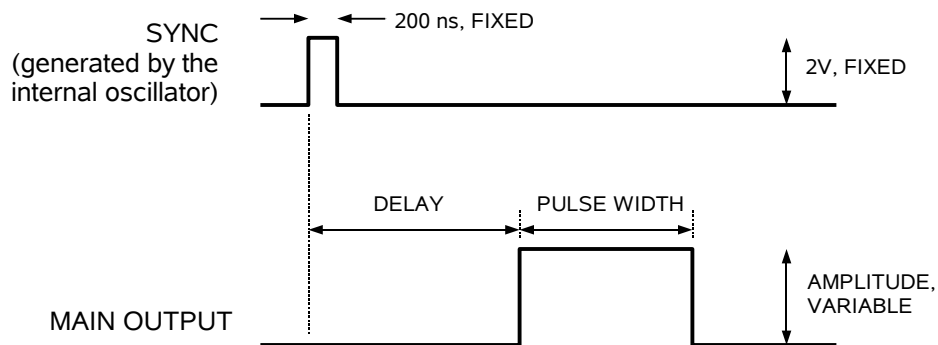 SYNC
(generated by the
internal oscillator)
200 ns, FIXED
2V, FIXED
DELAY
PULSE WIDTH
AMPLITUDE,
VARIABLE
MAIN OUTPUT